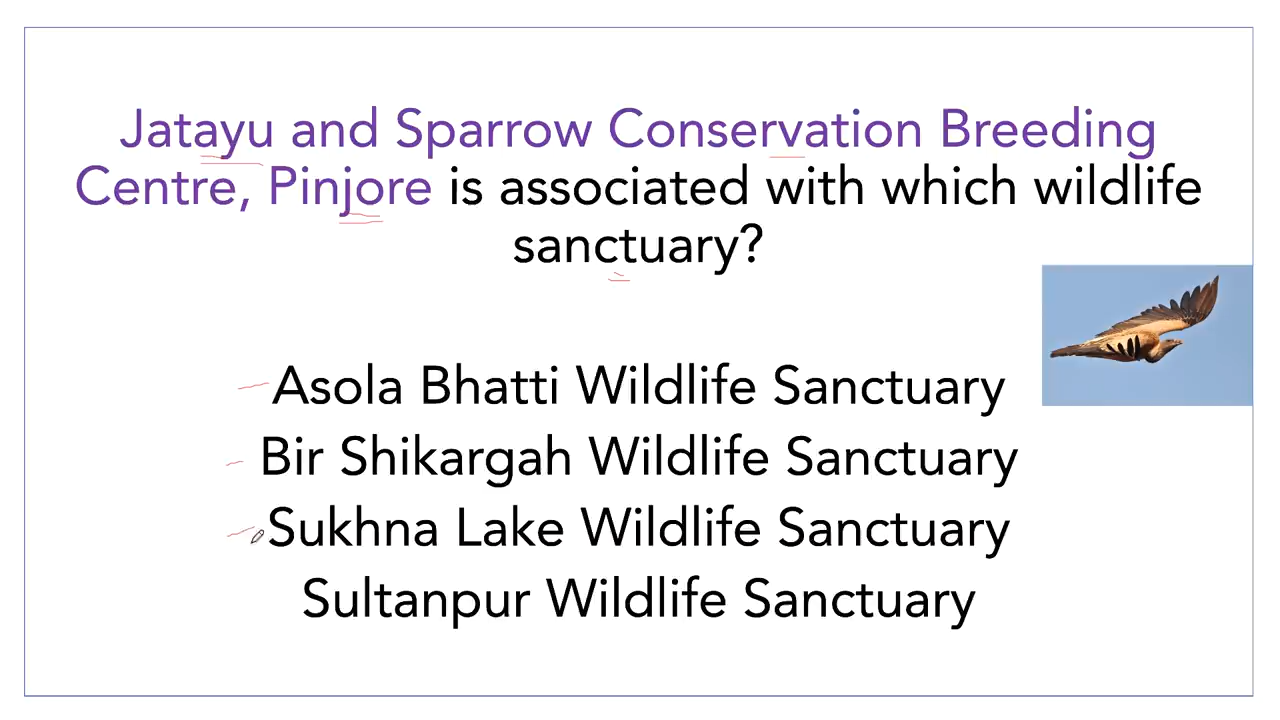 Jatayu and Sparrow Conservation Breeding
Centre, Pinjore is associated with which wildlife
sanctuary?
Asola Bhatti Wildlife Sanctuary
Bir Shikargah Wildlife Sanctuary
Sukhna Lake Wildlife Sanctuary
Sultanpur Wildlife Sanctuary